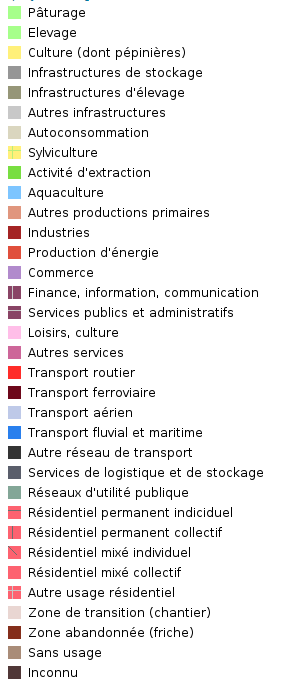 Pâturage
Elevage
Culture (dont pépinières)
Infrastructures de stockage
Infrastructures d'élevage
Autres infrastructures
Autoconsommation
Sylviculture
Activité d'extraction
Aquaculture
Autres productions primaires
Industries
Production d'énergie
Commerce
Finance, information, communication
Services publics et administratifs
Loisirs, culture
Autres services
Transport routier
Transport ferroviaire
Transport aérien
Transport fluvial et maritime
Autre réseau de transport
Services de logistique et de stockage
Réseaux d'utilité publique
Résidentiel permanent indiciduel
Résidentiel permanent collectif
Résidentiel mixé individuel
Résidentiel mixé collectif
Autre usage résidentiel
Zone de transition (chantier)
Zone abandonnée (friche)
Sans usage
Inconnu